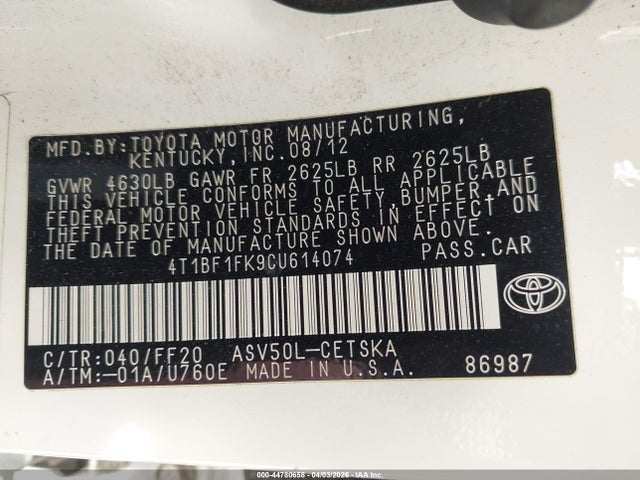 MFD.BY:TOYOTA MOTOR MANUFACTURING,
KENTUCKY,INC.08/12
GVWR 4630LB GAWR FR 2625LB RR 2625LB
THIS VEHICLE CONFORMS TO ALL APPLICABLE
FEDERAL MOTOR VEHICLE SAFETY, BUMPER AND
THEFT PREVENTION STANDARDS IN EFFECT ON
THE DATE OF MANUFACTURE SHOWN ABOVE.
4T1BF1FK9CU614074 PASS.CAR
C/TR:040/FF20 ASV50L-CETSKA
A/TM:-01A/U760E MADE IN U.S.A. 86987
000-44780658 - 04/03/2026 - IAAI.COM